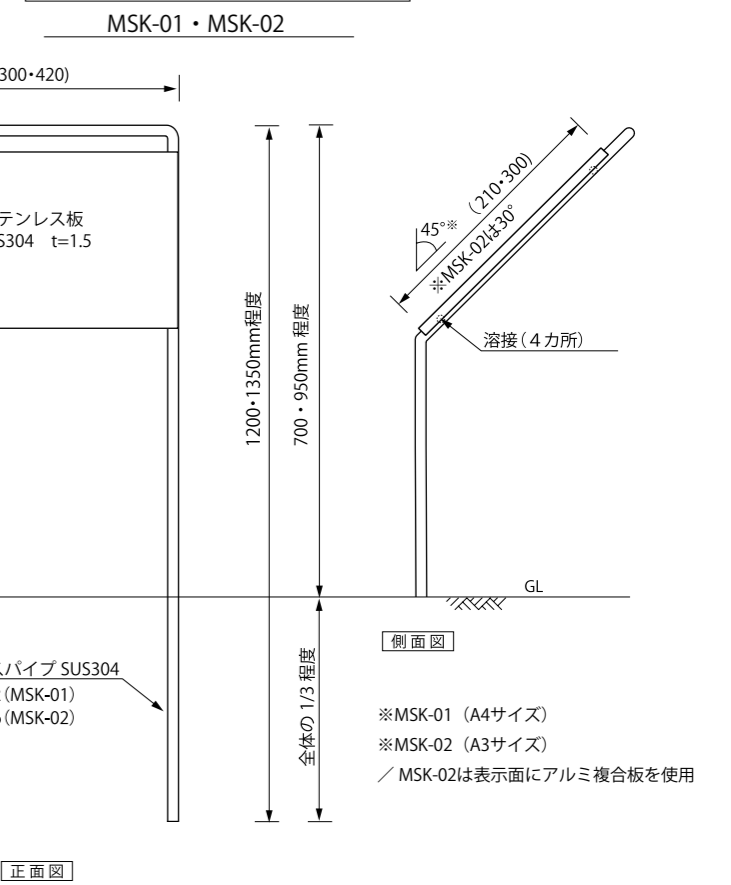 MSK-01・MSK-02
300・420)
テンレス板
S304 t=1.5
1200・1350mm程度
700・950mm 程度
(210・300)
45°※
※MSK-02は30°
溶接(4カ所)
GL
側面図
スパイプ SUS304
(MSK-01)
(MSK-02)
全体の 1/3 程度
※MSK-01(A4サイズ)
※MSK-02(A3サイズ)
/ MSK-02は表示面にアルミ複合板を使用
正面図